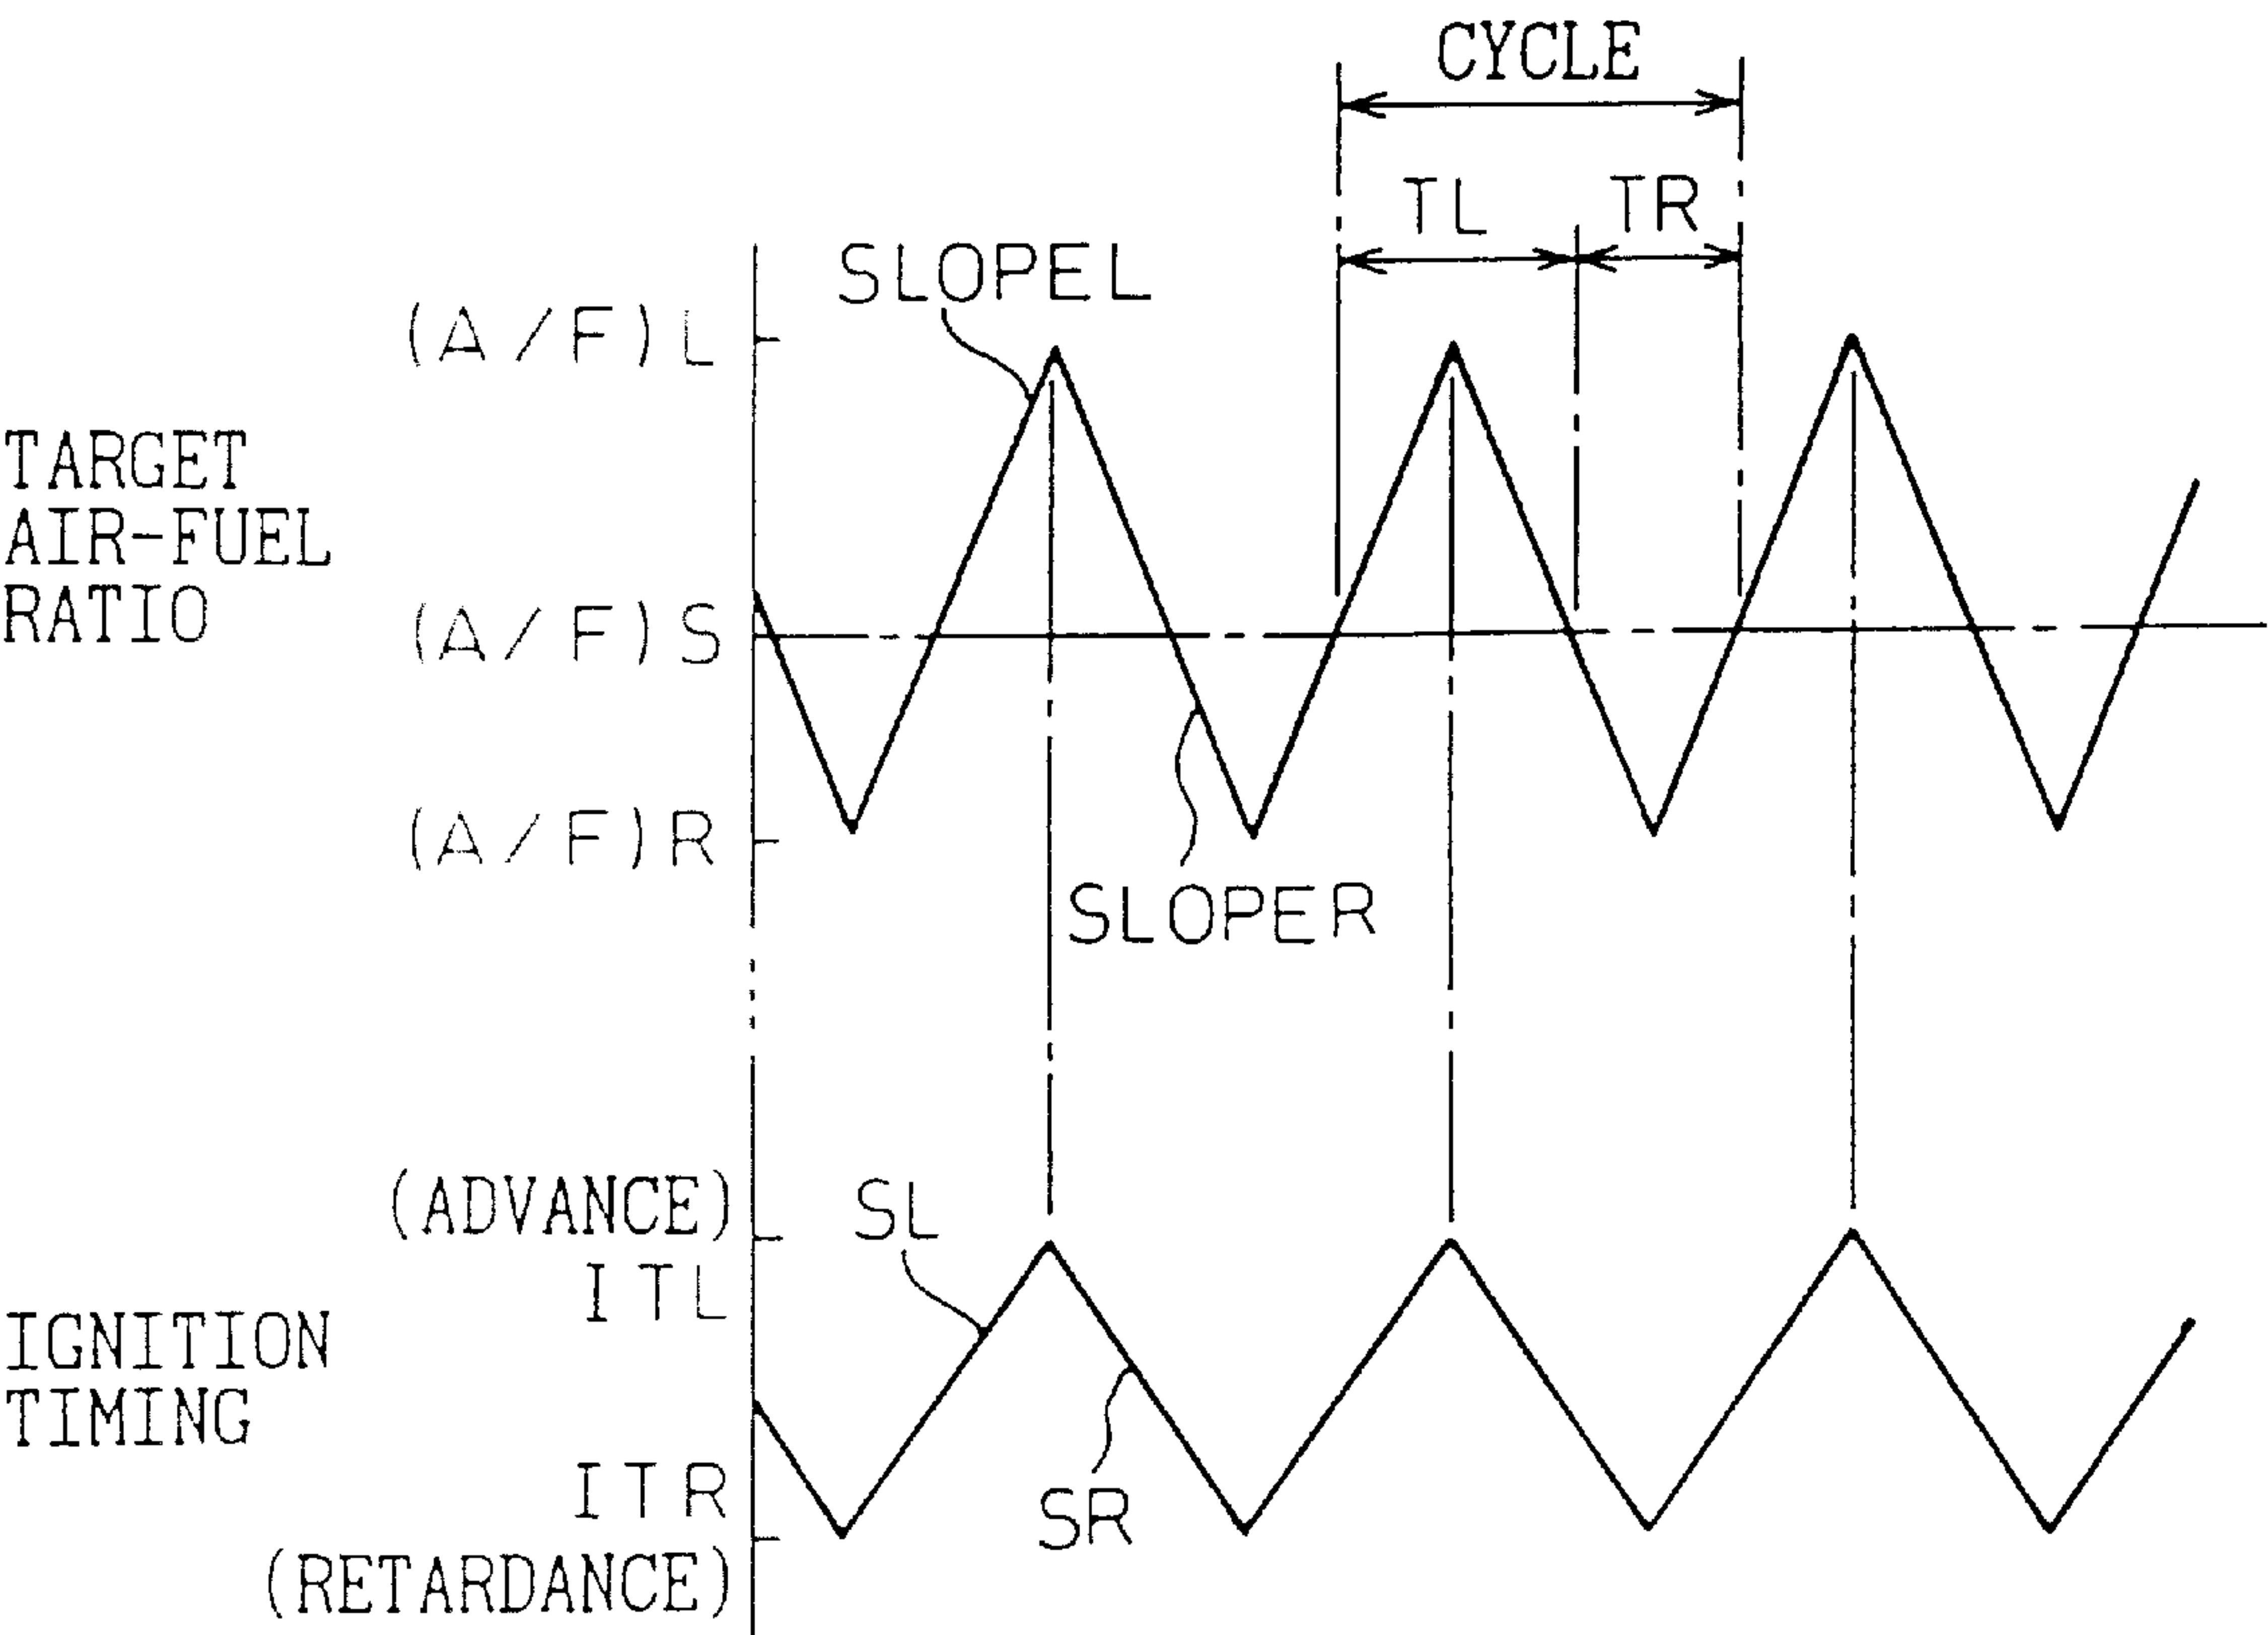 CYCLE
TL
TR
SLOPEL
(A/F)L
TARGET
AIR-FUEL
RATIO
(A/F)S
(A/F)R
SLOPER
(ADVANCE)
SL
ITL
IGNITION
TIMING
ITR
SR
(RETARDANCE)